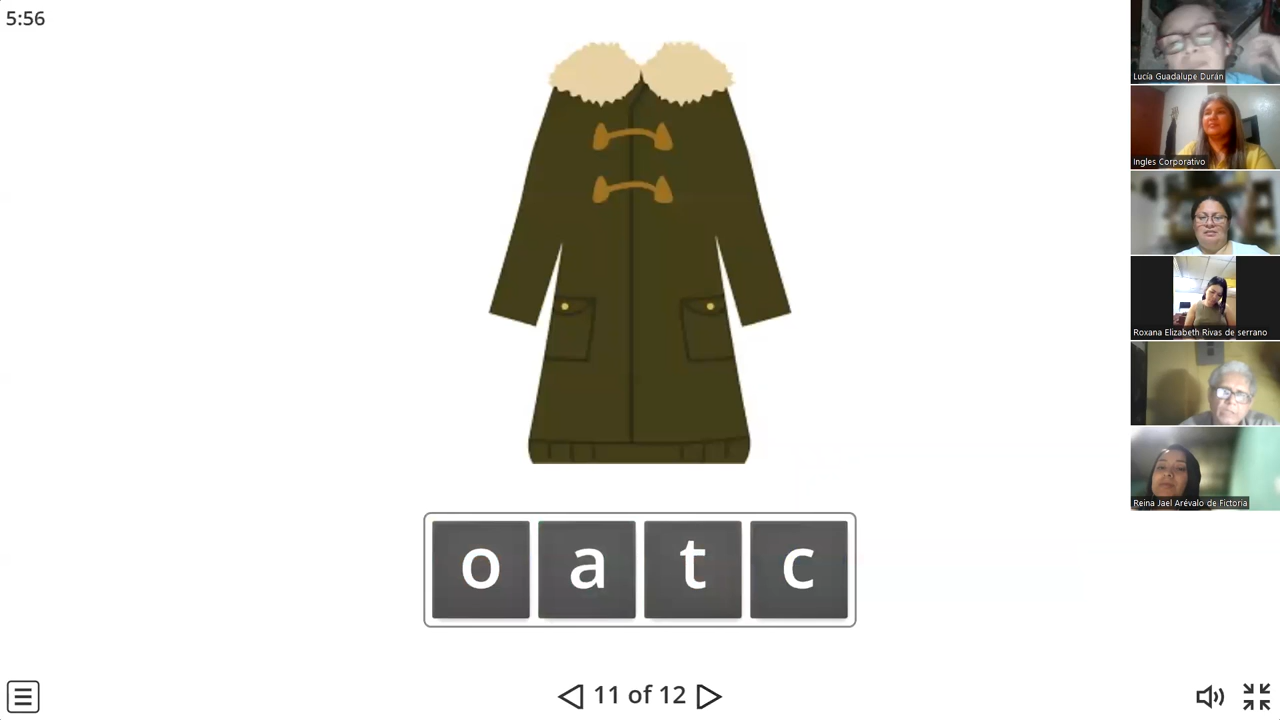 5:56
Lucía Guadalupe Durán
Ingles Corporativo
Roxana Elizabeth Rivas de serrano
Reina Jael Arévalo de Fictoria
o a t c
11 of 12